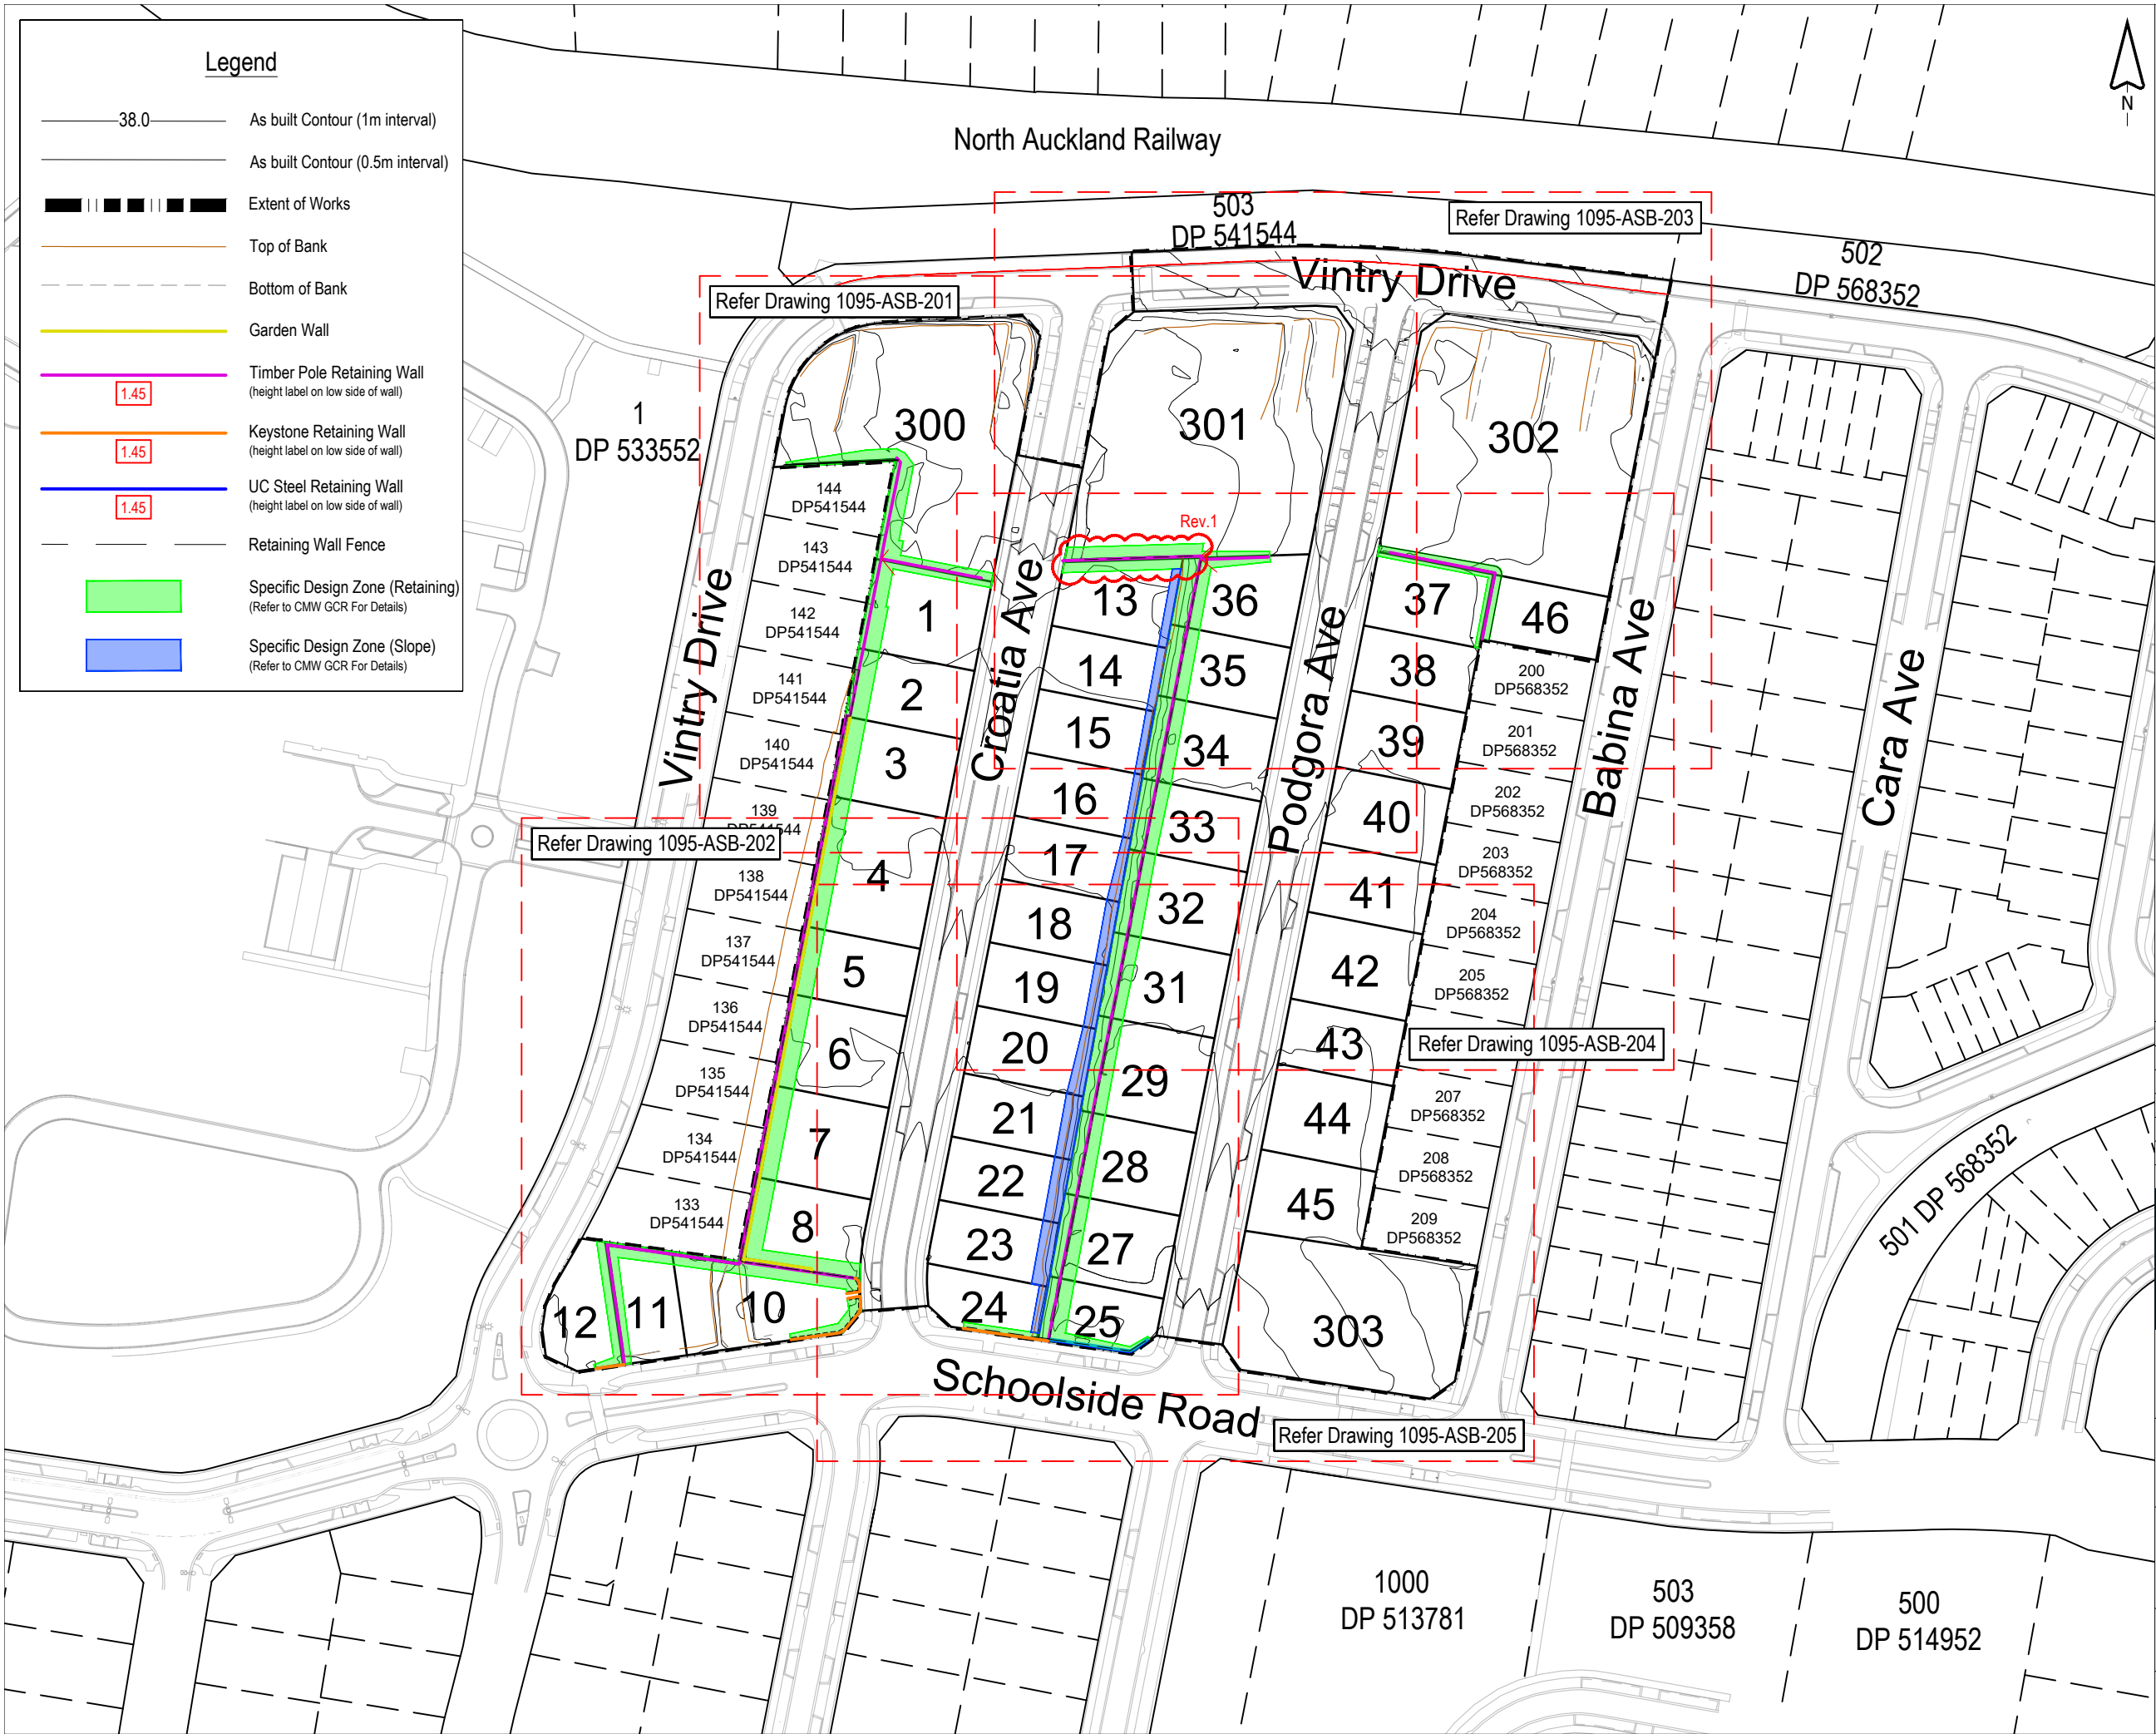 Legend
38.0
As built Contour (1m interval)
As built Contour (0.5m interval)
Extent of Works
Top of Bank
Bottom of Bank
Garden Wall
Timber Pole Retaining Wall
(height label on low side of wall)
1.45
Keystone Retaining Wall
(height label on low side of wall)
1.45
UC Steel Retaining Wall
(height label on low side of wall)
1.45
Retaining Wall Fence
Specific Design Zone (Retaining)
(Refer to CMW GCR For Details)
Specific Design Zone (Slope)
(Refer to CMW GCR For Details)
N
North Auckland Railway
503
DP 541544
Refer Drawing 1095-ASB-203
502
DP 568352
Vintry Drive
Refer Drawing 1095-ASB-201
1
DP 533552
300
301
302
Rev.1
144
DP541544
143
DP541544
142
DP541544
141
DP541544
140
DP541544
139
DP541544
138
DP541544
137
DP541544
136
DP541544
135
DP541544
134
DP541544
133
DP541544
Vintry Drive
Refer Drawing 1095-ASB-202
1
2
3
4
5
6
7
8
10
11
12
Croatia Ave
13
14
15
16
17
18
19
20
21
22
23
24
36
35
34
33
32
31
29
28
27
25
Podgora Ave
37
46
38
39
40
41
42
43
44
45
303
200
DP568352
201
DP568352
202
DP568352
203
DP568352
204
DP568352
205
DP568352
Refer Drawing 1095-ASB-204
207
DP568352
208
DP568352
209
DP568352
Babina Ave
Cara Ave
501 DP 568352
Schoolside Road
Refer Drawing 1095-ASB-205
1000
DP 513781
503
DP 509358
500
DP 514952